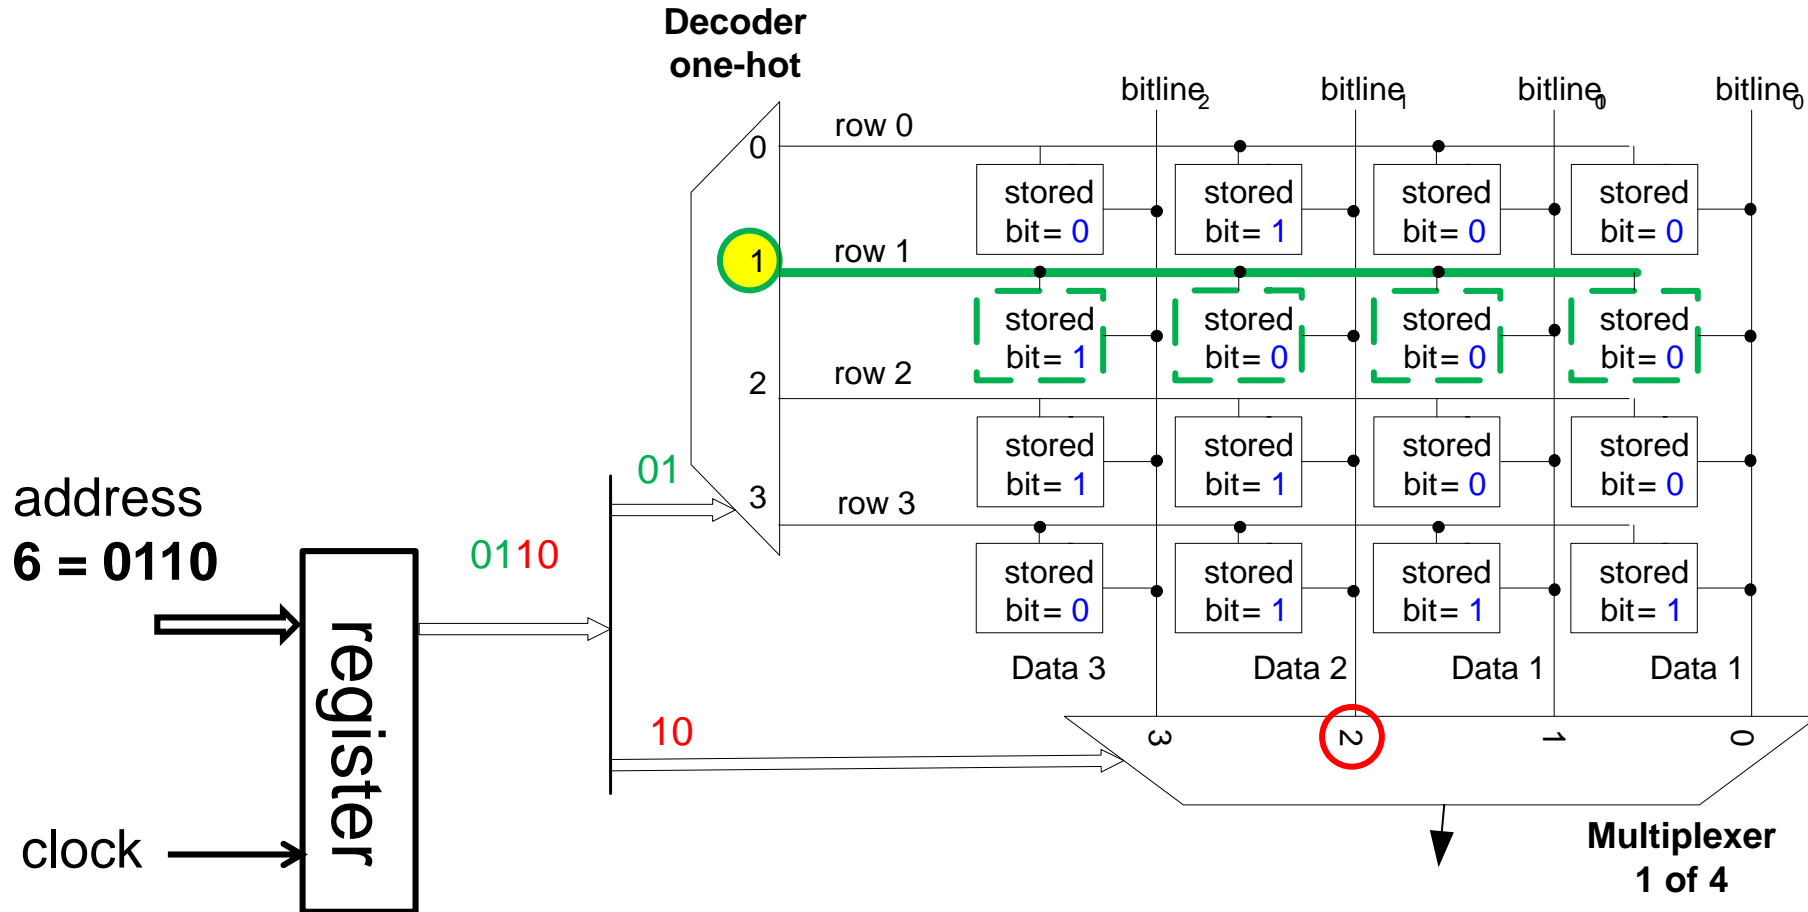 Decoder
one-hot
bitline2 bitline1 bitline0 bitline0
row 0
0
stored stored stored stored
bit= 0 bit= 1 bit= 0 bit= 0
row 1
1
stored stored stored stored
bit= 1 bit= 0 bit= 0 bit= 0
row 2
2
stored stored stored stored
bit= 1 bit= 1 bit= 0 bit= 0
01
3
row 3
address
6 = 0110
0110
stored stored stored stored
bit= 0 bit= 1 bit= 1 bit= 1
register
Data 3 Data 2 Data 1 Data 1
10
3 2 1 0
clock
Multiplexer
1 of 4